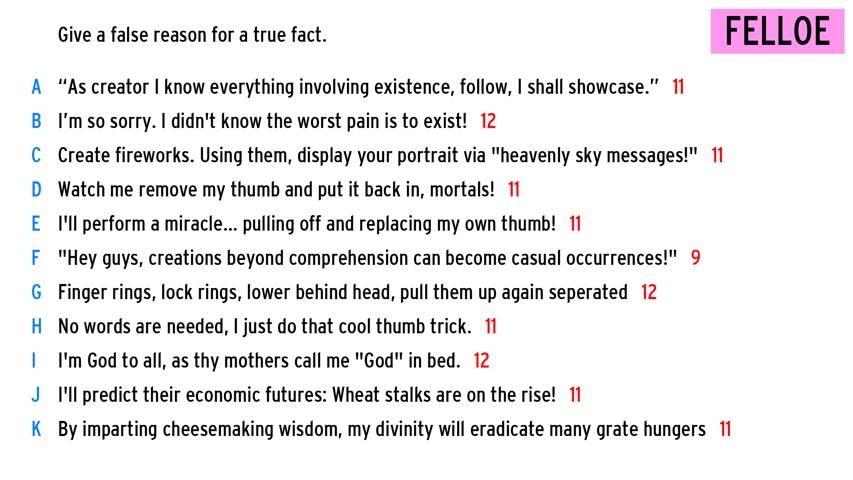 Give a false reason for a true fact.
FELLOE
A “As creator I know everything involving existence, follow, I shall showcase.” 11
B I’m so sorry. I didn't know the worst pain is to exist! 12
C Create fireworks. Using them, display your portrait via "heavenly sky messages!" 11
D Watch me remove my thumb and put it back in, mortals! 11
E I'll perform a miracle... pulling off and replacing my own thumb! 11
F "Hey guys, creations beyond comprehension can become casual occurrences!" 9
G Finger rings, lock rings, lower behind head, pull them up again seperated 12
H No words are needed, I just do that cool thumb trick. 11
I I'm God to all, as thy mothers call me "God" in bed. 12
J I'll predict their economic futures: Wheat stalks are on the rise! 11
K By imparting cheesemaking wisdom, my divinity will eradicate many grate hungers 11